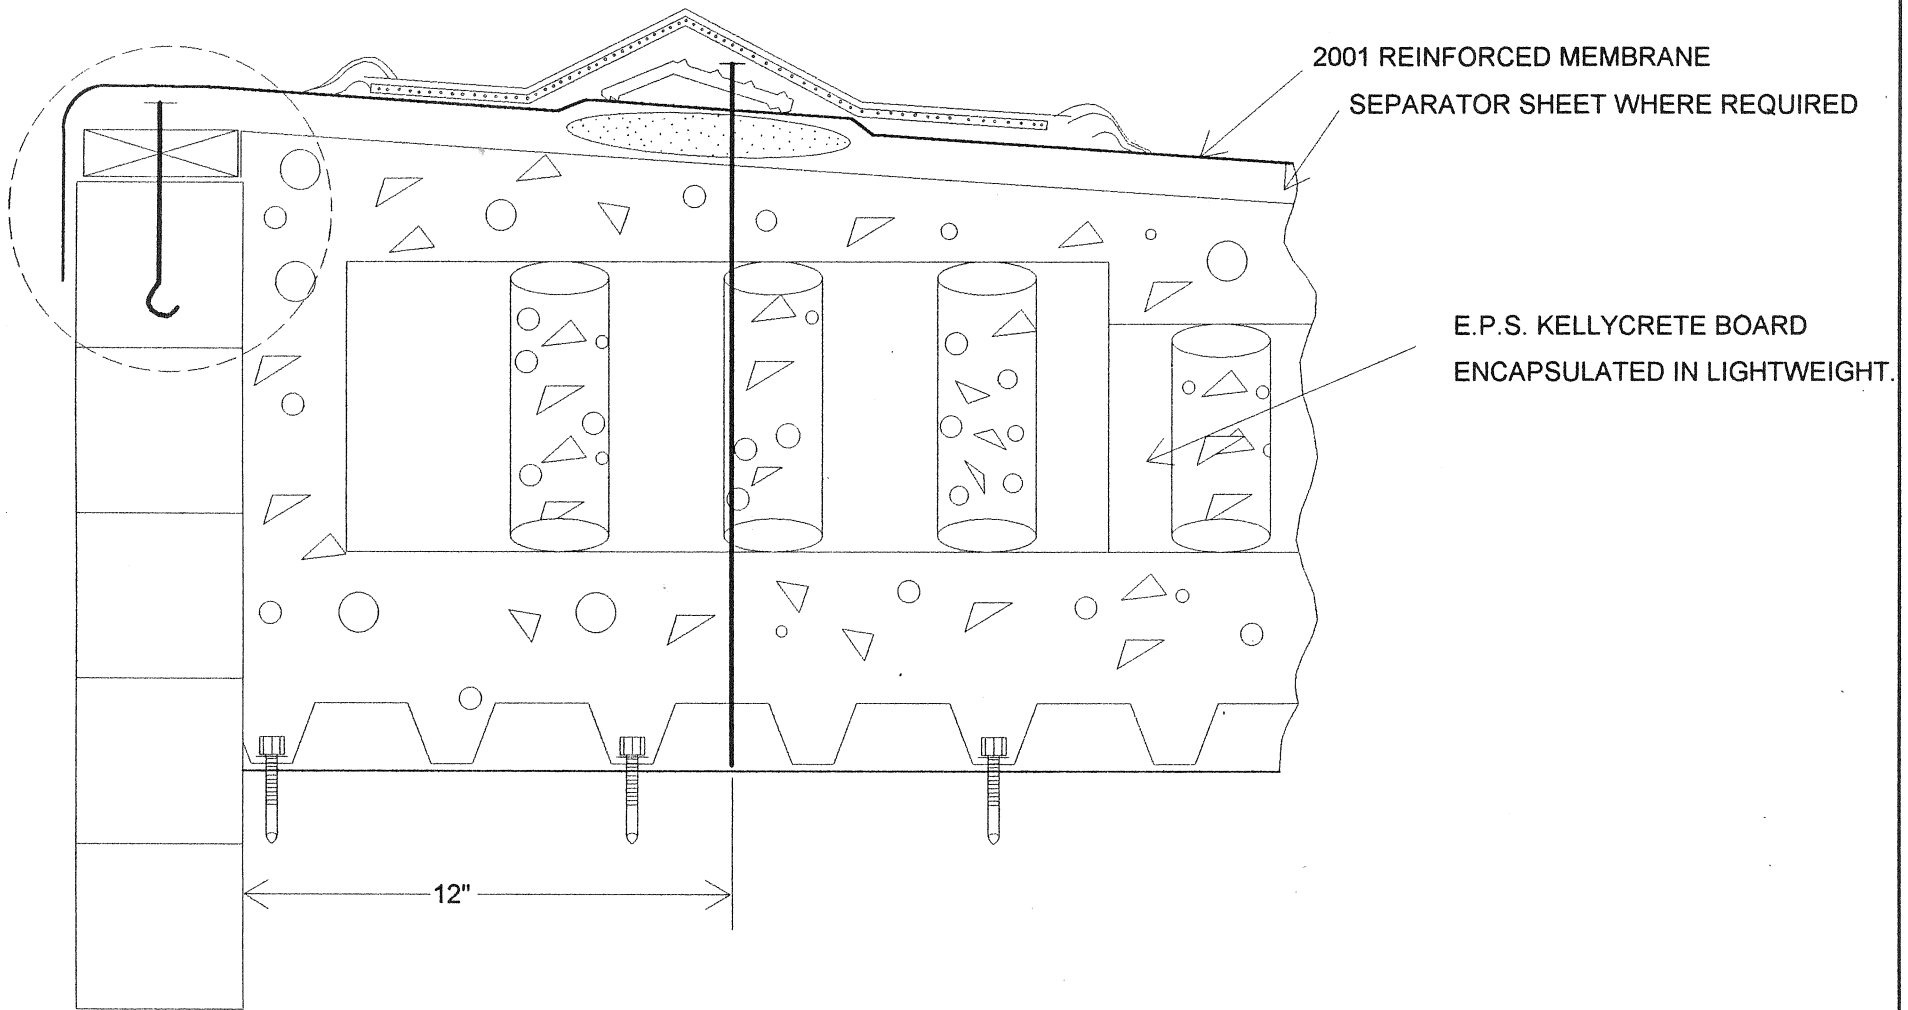 2001 REINFORCED MEMBRANE
SEPARATOR SHEET WHERE REQUIRED
E.P.S. KELLYCRETE BOARD
ENCAPSULATED IN LIGHTWEIGHT.
12"